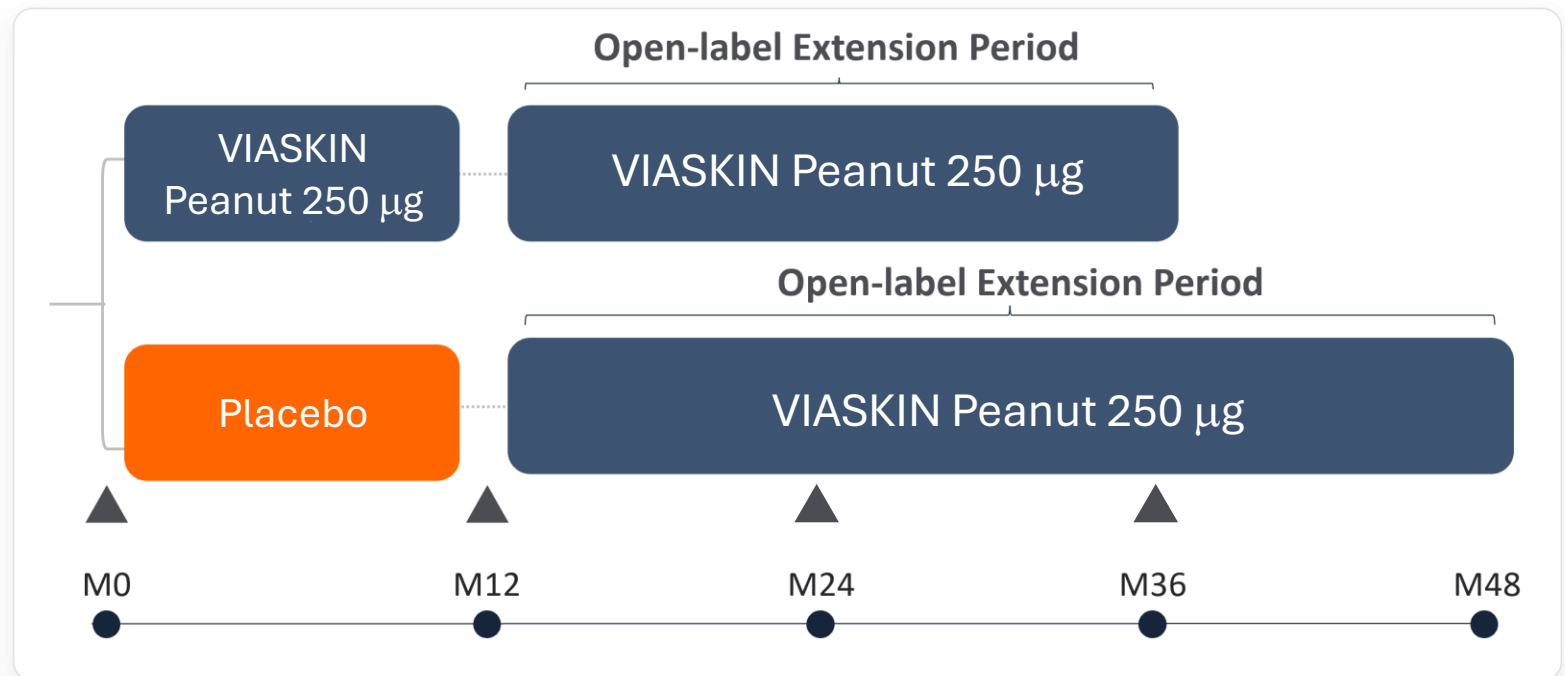 Open-label Extension Period
VIASKIN
Peanut 250 μg
VIASKIN Peanut 250 μg
Open-label Extension Period
Placebo
VIASKIN Peanut 250 μg
M0 M12 M24 M36 M48